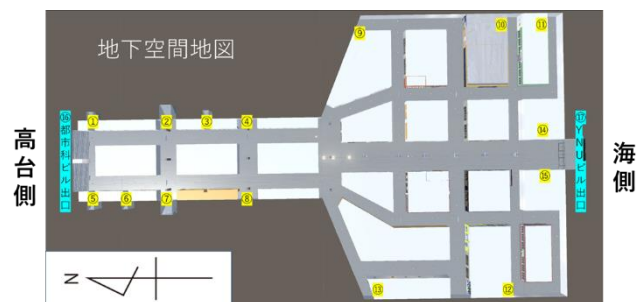 地下空間地図
⑨
⑩
⑪
①
②
③
④
⑯都市科ビル出口
高台側
⑭
⑰YNUビル出口
海側
⑮
⑤
⑥
⑦
⑧
⑬
⑫
N